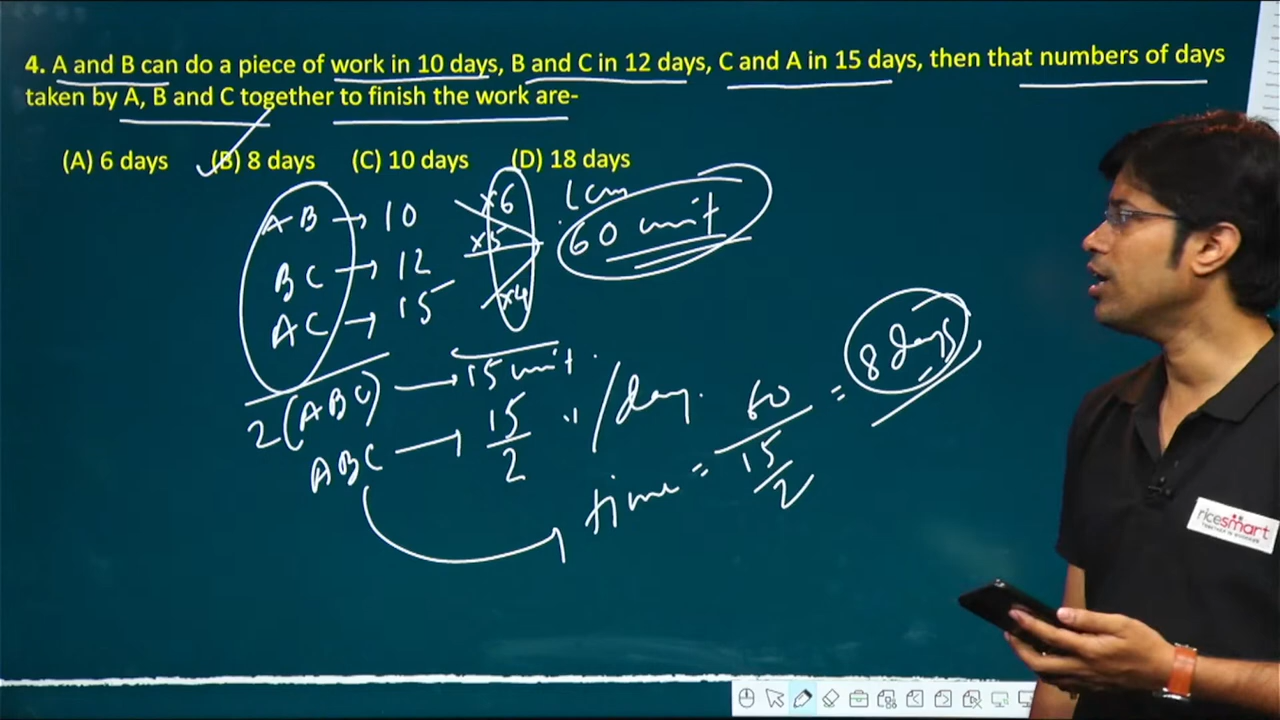 4. A and B can do a piece of work in 10 days, B and C in 12 days, C and A in 15 days, then that numbers of days
taken by A, B and C together to finish the work are-
(A) 6 days (B) 8 days (C) 10 days (D) 18 days
AB → 10 ×6 Lcm
BC → 12 ×5 60 unit
AC → 15 ×4
2(ABC) → 15 unit.
ABC → 15/2 " /day.
time = 60 / 15/2 = 8 days
ricesmart